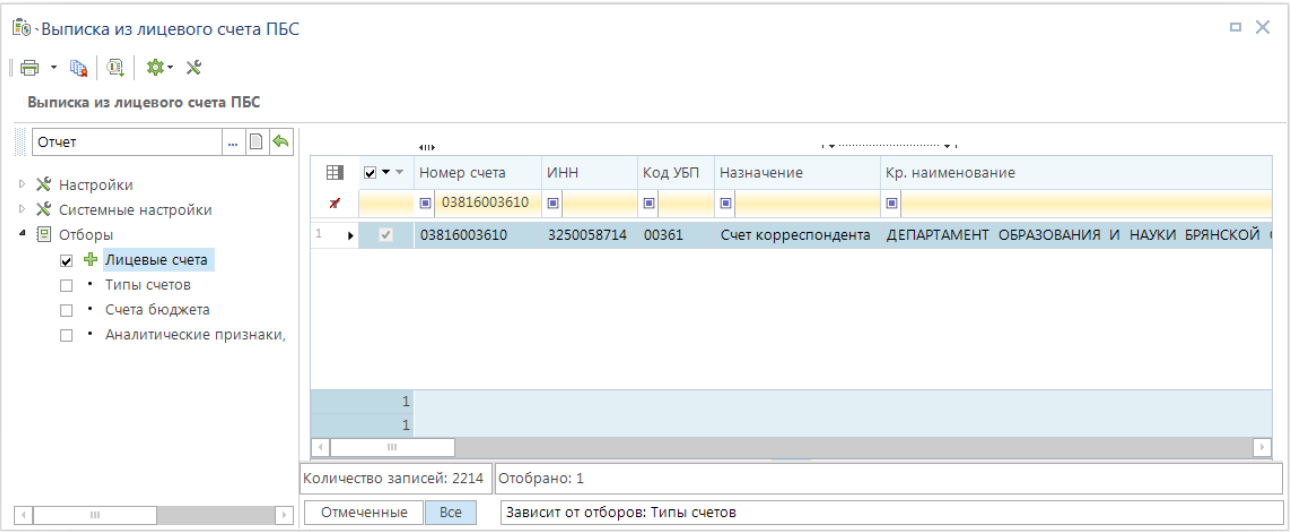 Выписка из лицевого счета ПБС
Выписка из лицевого счета ПБС
Отчет ...
Настройки
Системные настройки
Отборы
Лицевые счета
Типы счетов
Счета бюджета
Аналитические признаки,
Номер счета ИНН Код УБП Назначение Кр. наименование
03816003610
1 03816003610 3250058714 00361 Счет корреспондента ДЕПАРТАМЕНТ ОБРАЗОВАНИЯ И НАУКИ БРЯНСКОЙ
1
1
Количество записей: 2214 Отобрано: 1
Отмеченные Все Зависит от отборов: Типы счетов